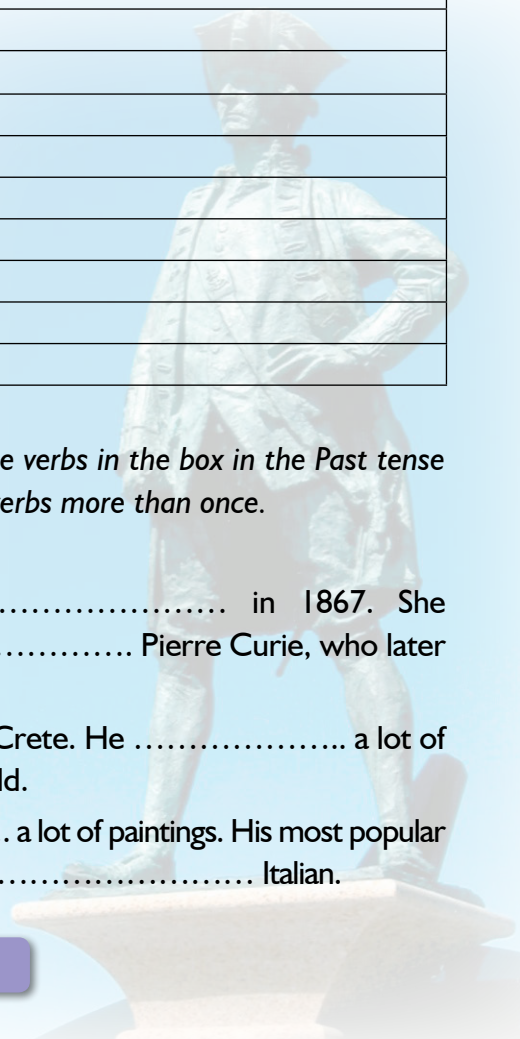 e verbs in the box in the Past tense
erbs more than once.
………………… in 1867. She
…………. Pierre Curie, who later
Crete. He ……………….. a lot of
ld.
. a lot of paintings. His most popular
……………………… Italian.